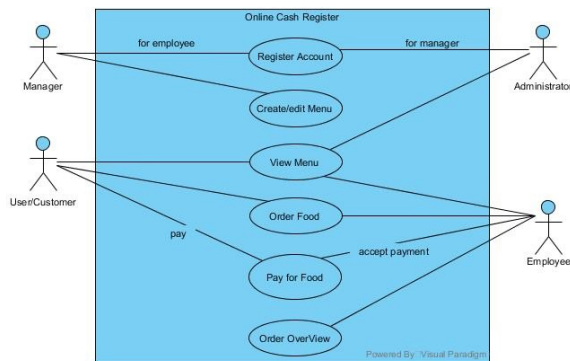 Online Cash Register
for employee
for manager
Register Account
Manager
Administrator
Create/edit Menu
View Menu
User/Customer
Order Food
pay
accept payment
Employee
Pay for Food
Order OverView
Powered By Visual Paradigm